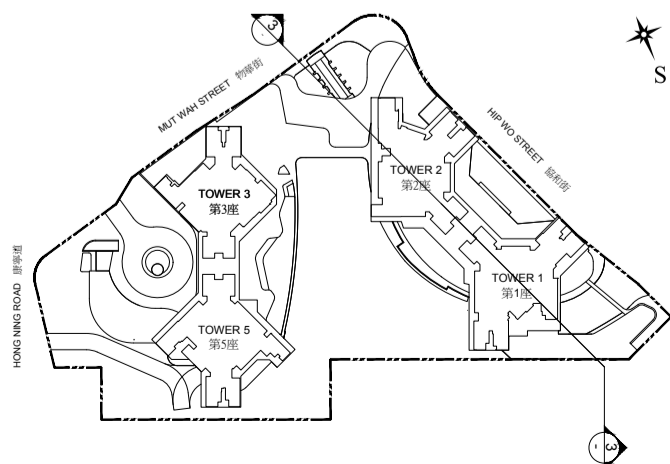 3
-
MUT WAH STREET 物華街
S
HIP WO STREET 協和街
TOWER 2
第2座
TOWER 3
第3座
TOWER 1
第1座
HONG NING ROAD 康寧道
TOWER 5
第5座
3
-